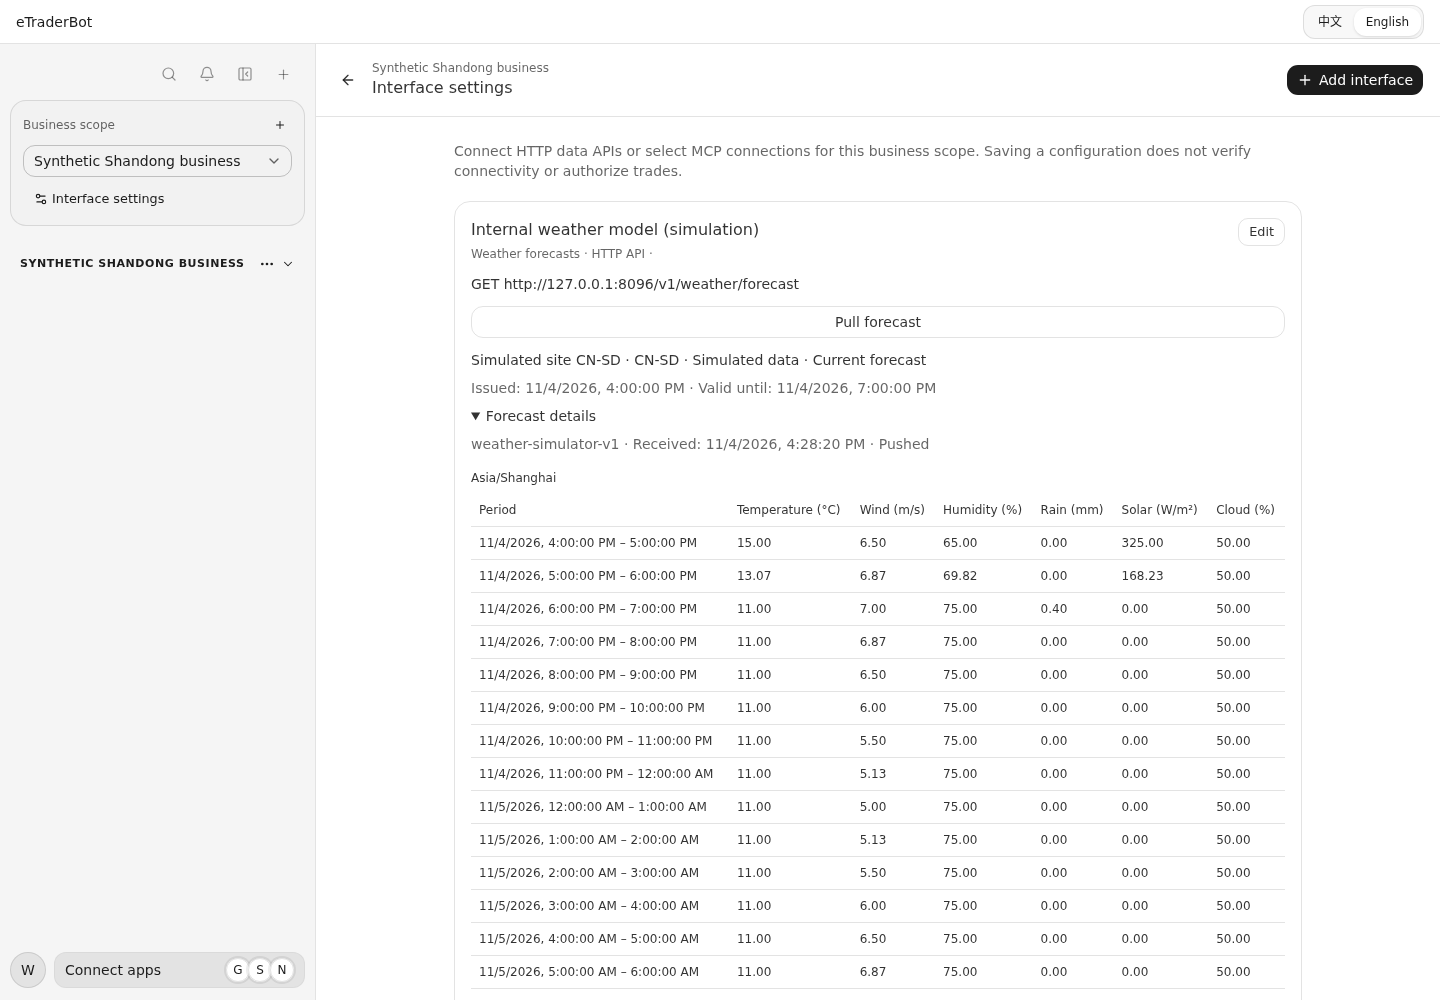 eTraderBot
中文 English
Business scope
Synthetic Shandong business
Interface settings
SYNTHETIC SHANDONG BUSINESS
W
Connect apps
G S N
Synthetic Shandong business
Interface settings
Add interface
Connect HTTP data APIs or select MCP connections for this business scope. Saving a configuration does not verify
connectivity or authorize trades.
Internal weather model (simulation)
Edit
Weather forecasts · HTTP API ·
GET http://127.0.0.1:8096/v1/weather/forecast
Pull forecast
Simulated site CN-SD · CN-SD · Simulated data · Current forecast
Issued: 11/4/2026, 4:00:00 PM · Valid until: 11/4/2026, 7:00:00 PM
▼ Forecast details
weather-simulator-v1 · Received: 11/4/2026, 4:28:20 PM · Pushed
Asia/Shanghai
Period Temperature (°C) Wind (m/s) Humidity (%) Rain (mm) Solar (W/m²) Cloud (%)
11/4/2026, 4:00:00 PM – 5:00:00 PM 15.00 6.50 65.00 0.00 325.00 50.00
11/4/2026, 5:00:00 PM – 6:00:00 PM 13.07 6.87 69.82 0.00 168.23 50.00
11/4/2026, 6:00:00 PM – 7:00:00 PM 11.00 7.00 75.00 0.40 0.00 50.00
11/4/2026, 7:00:00 PM – 8:00:00 PM 11.00 6.87 75.00 0.00 0.00 50.00
11/4/2026, 8:00:00 PM – 9:00:00 PM 11.00 6.50 75.00 0.00 0.00 50.00
11/4/2026, 9:00:00 PM – 10:00:00 PM 11.00 6.00 75.00 0.00 0.00 50.00
11/4/2026, 10:00:00 PM – 11:00:00 PM 11.00 5.50 75.00 0.00 0.00 50.00
11/4/2026, 11:00:00 PM – 12:00:00 AM 11.00 5.13 75.00 0.00 0.00 50.00
11/5/2026, 12:00:00 AM – 1:00:00 AM 11.00 5.00 75.00 0.00 0.00 50.00
11/5/2026, 1:00:00 AM – 2:00:00 AM 11.00 5.13 75.00 0.00 0.00 50.00
11/5/2026, 2:00:00 AM – 3:00:00 AM 11.00 5.50 75.00 0.00 0.00 50.00
11/5/2026, 3:00:00 AM – 4:00:00 AM 11.00 6.00 75.00 0.00 0.00 50.00
11/5/2026, 4:00:00 AM – 5:00:00 AM 11.00 6.50 75.00 0.00 0.00 50.00
11/5/2026, 5:00:00 AM – 6:00:00 AM 11.00 6.87 75.00 0.00 0.00 50.00